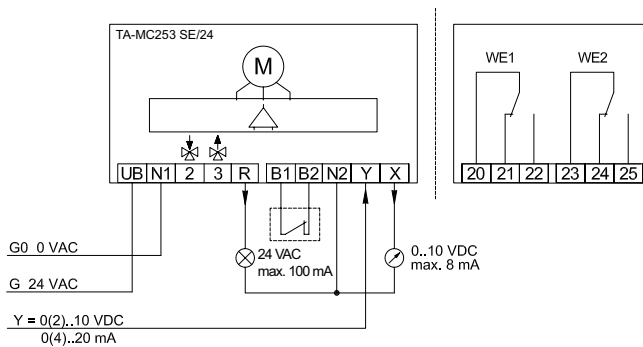 TA-MC253 SE/24
M
UB N1 2 3 R B1 B2 N2 Y X
WE1 WE2
20 21 22 23 24 25
G0 0 VAC
G 24 VAC
Y = 0(2)..10 VDC
0(4)..20 mA
24 VAC
max. 100 mA
0..10 VDC
max. 8 mA